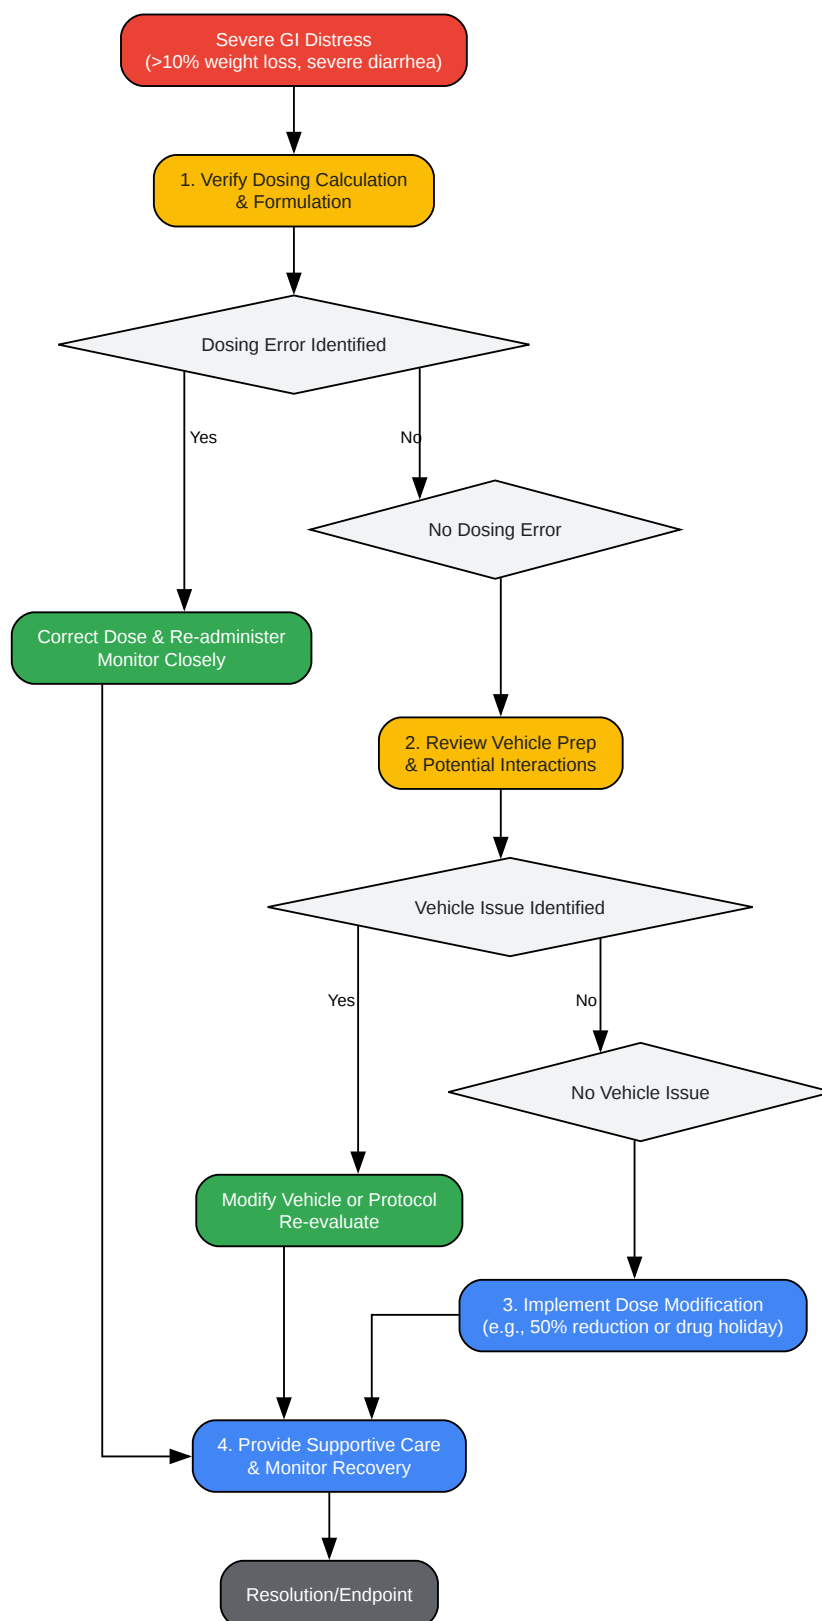 Severe GI Distress
(>10% weight loss, severe diarrhea)
1. Verify Dosing Calculation
& Formulation
Dosing Error Identified
Yes
No
No Dosing Error
Correct Dose & Re-administer
Monitor Closely
2. Review Vehicle Prep
& Potential Interactions
Vehicle Issue Identified
Yes
No
No Vehicle Issue
Modify Vehicle or Protocol
Re-evaluate
3. Implement Dose Modification
(e.g., 50% reduction or drug holiday)
4. Provide Supportive Care
& Monitor Recovery
Resolution/Endpoint